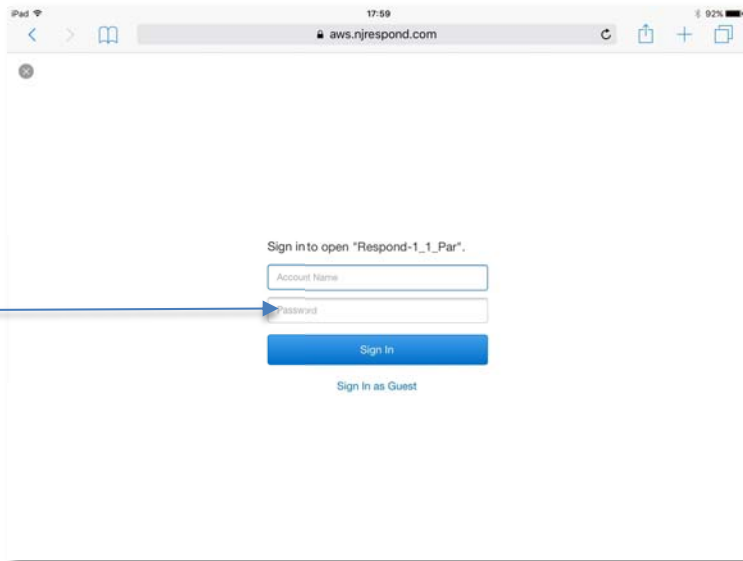 iPad 17:59 92%
aws.njrespond.com
Sign in to open "Respond-1_1_Par".
Account Name
Password
Sign In
Sign In as Guest